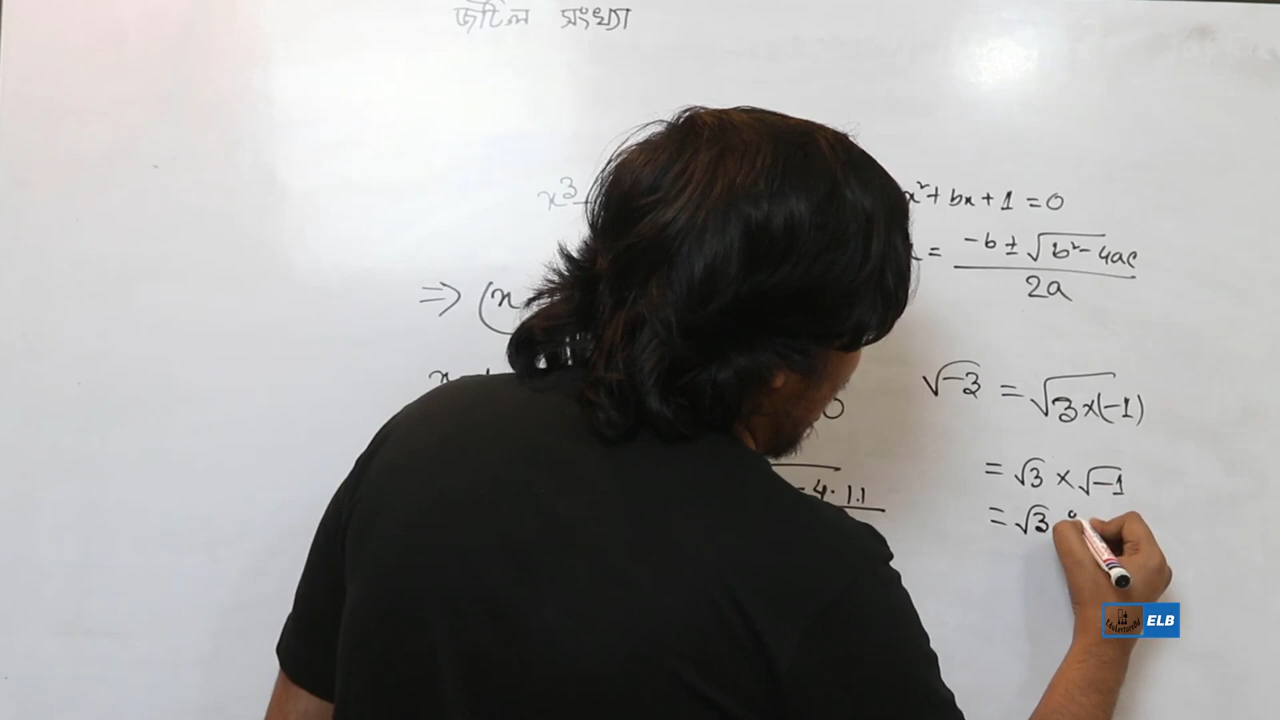 জটিল সংখ্যা
x³ –
x² + bx + 1 = 0
= (-b ± √(b² - 4ac)) / 2a
⇒ (x
√-3 = √(3×(-1))
= √3 × √-1
- 4 · 1.1
= √3
ELB